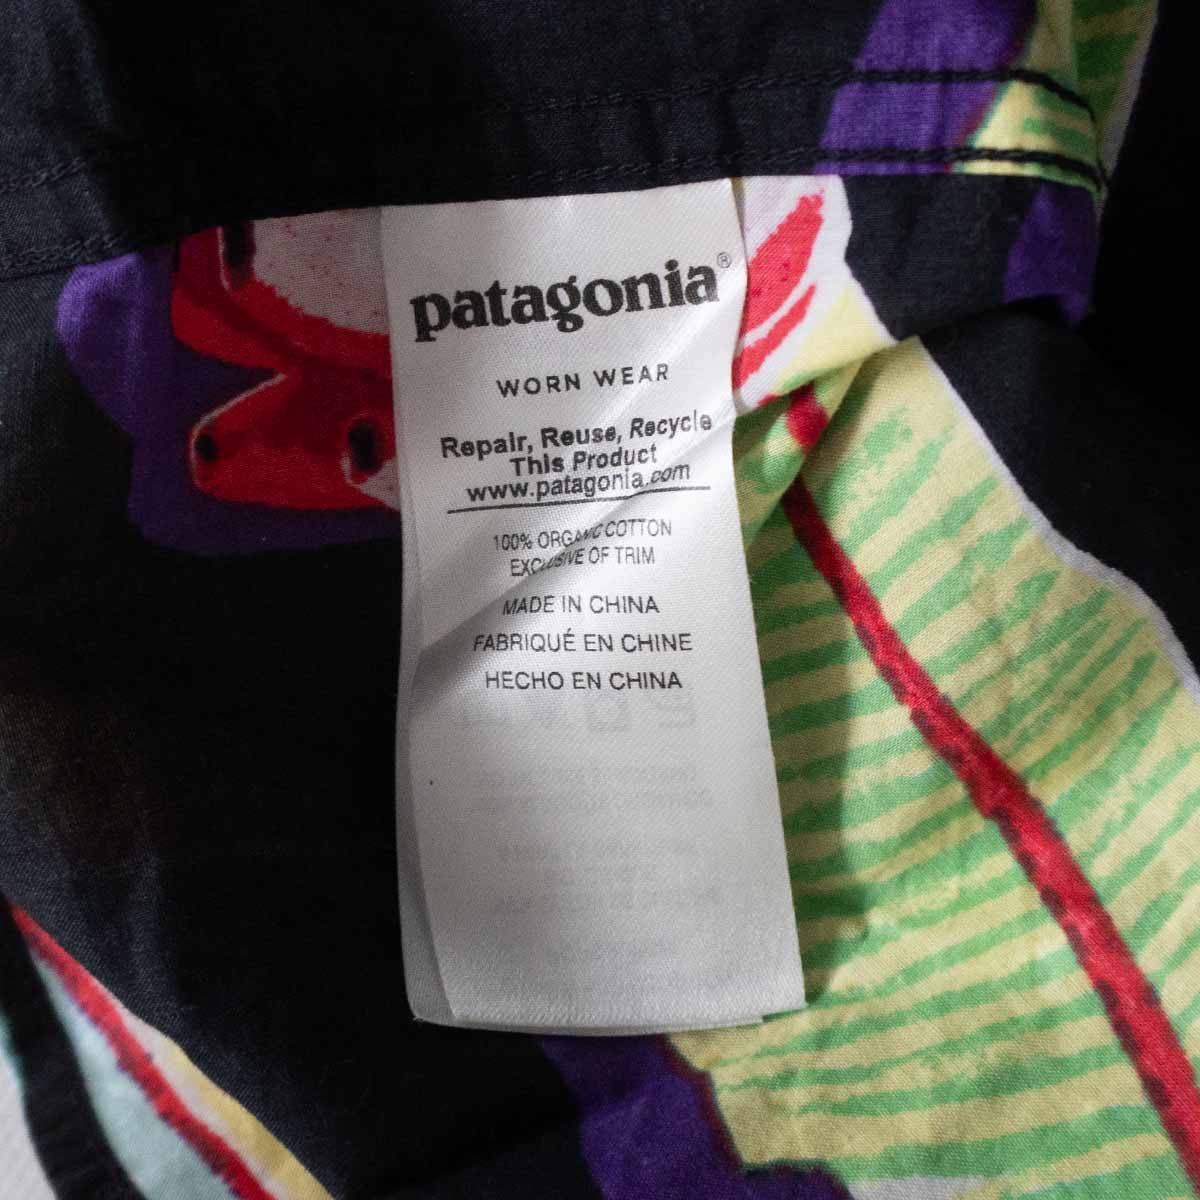 patagonia®
WORN WEAR
Repair, Reuse, Recycle
This Product
www.patagonia.com
100% ORGANIC COTTON
EXCLUSIVE OF TRIM
MADE IN CHINA
FABRIQUÉ EN CHINE
HECHO EN CHINA